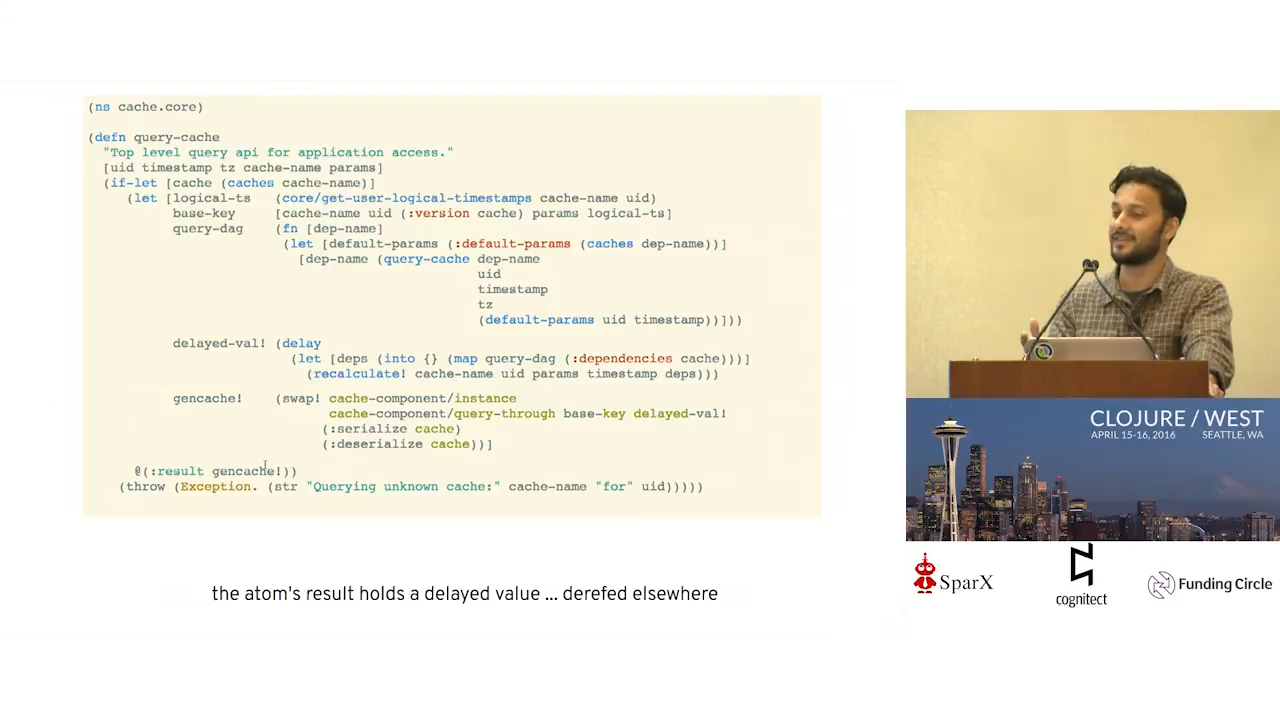 (ns cache.core)
(defn query-cache
"Top level query api for application access."
[uid timestamp tz cache-name params]
(if-let [cache (caches cache-name)]
(let [logical-ts (core/get-user-logical-timestamps cache-name uid)
base-key [cache-name uid (:version cache) params logical-ts]
query-dag (fn [dep-name]
(let [default-params (:default-params (caches dep-name))]
[dep-name (query-cache dep-name
uid
timestamp
tz
(default-params uid timestamp))]))
delayed-val! (delay
(let [deps (into {} (map query-dag (:dependencies cache)))]
(recalculate! cache-name uid params timestamp deps)))
gencache! (swap! cache-component/instance
cache-component/query-through base-key delayed-val!
(:serialize cache)
(:deserialize cache))]
@(:result gencache!))
(throw (Exception. (str "Querying unknown cache:" cache-name "for" uid)))))
the atom's result holds a delayed value ... derefed elsewhere
CLOJURE / WEST
APRIL 15-16, 2016 SEATTLE, WA
SparX
cognitect
Funding Circle